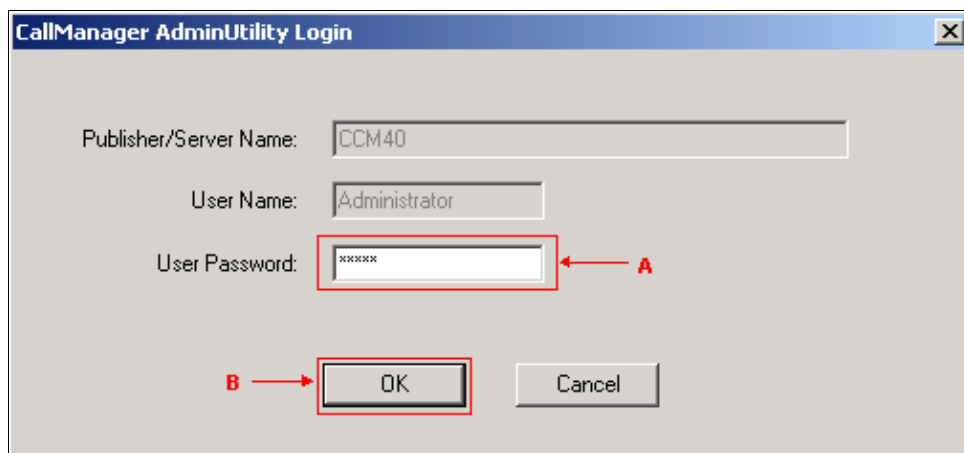 CallManager AdminUtility Login
Publisher/Server Name: CCM40
User Name: Administrator
User Password: ***** A
B OK Cancel